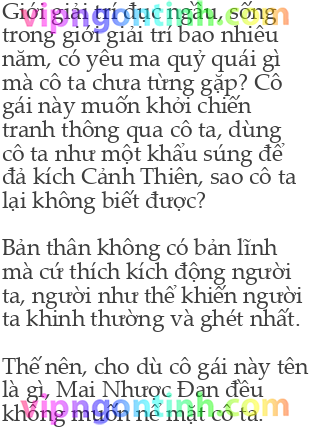 Giới giải trí đục ngầu, sống
trong giới giải trí bao nhiêu
năm, có yêu ma quỷ quái gì
mà cô ta chưa từng gặp? Cô
gái này muốn khởi chiến
tranh thông qua cô ta, dùng
cô ta như một khẩu súng để
đả kích Cảnh Thiên, sao cô ta
lại không biết được?

Bản thân không có bản lĩnh
mà cứ thích kích động người
ta, người như thế khiến người
ta khinh thường và ghét nhất.

Thế nên, cho dù cô gái này tên
là gì, Mai Nhược Đan đều
không muốn nể mặt cô ta.
vipngontinh.com
vipngontinh.com